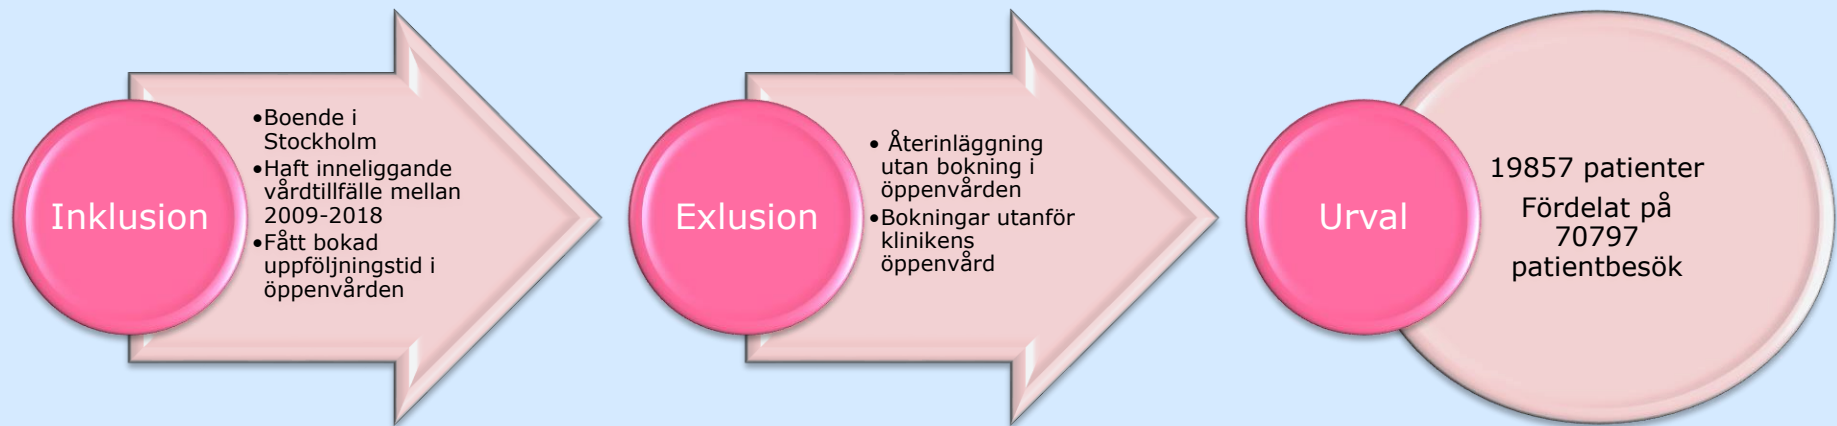 Inklusion
•Boende i
Stockholm
•Haft inneliggande
vårdtillfälle mellan
2009-2018
•Fått bokad
uppföljningstid i
öppenvården
Exlusion
• Återinläggning
utan bokning i
öppenvården
•Bokningar utanför
klinikens
öppenvård
Urval
19857 patienter
Fördelat på
70797
patientbesök